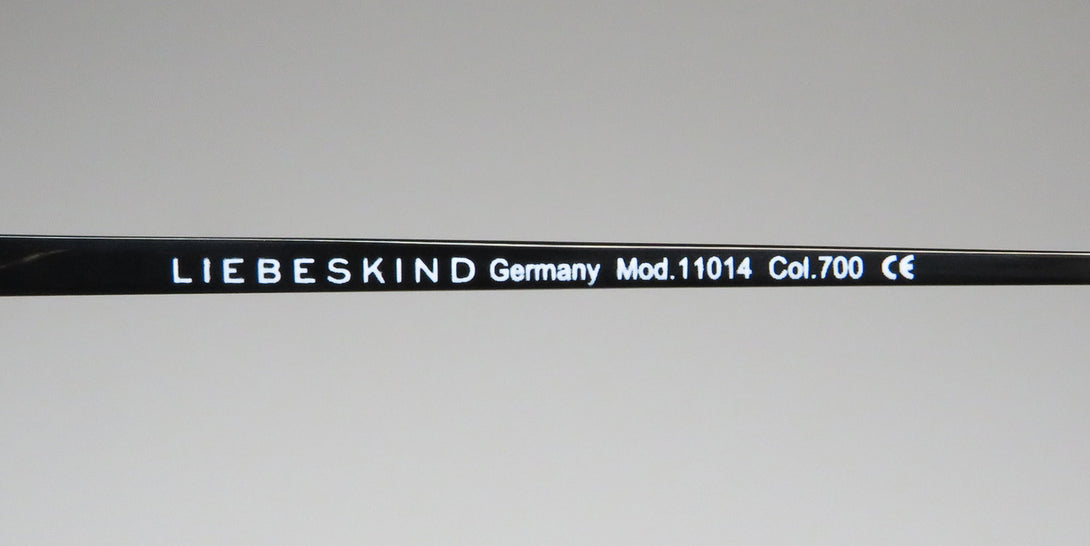 LIEBESKIND Germany Mod.11014 Col.700 CE